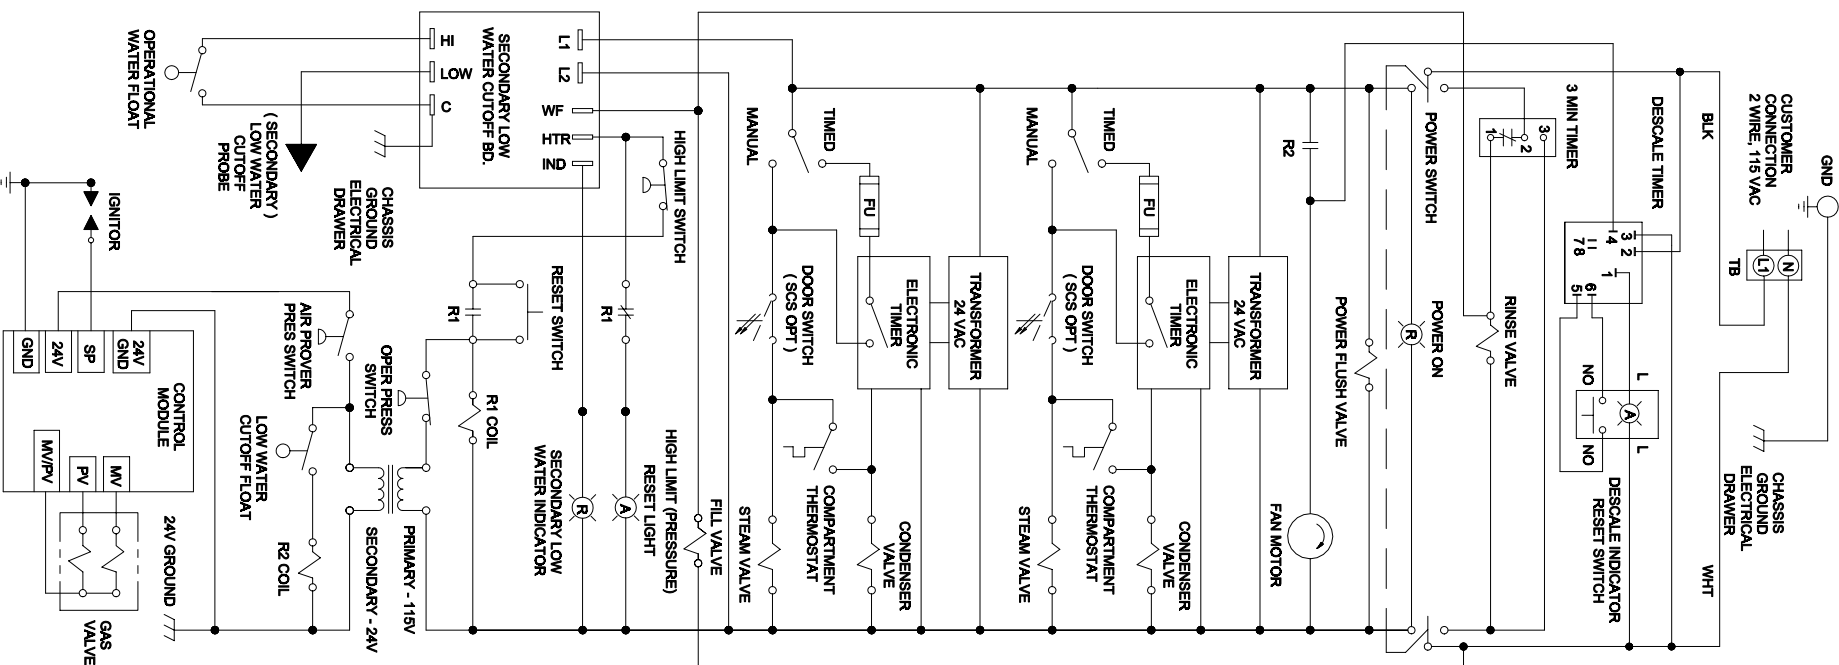 GND
CUSTOMER
CONNECTION
2 WIRE, 115 VAC
N
L1
TB
CHASSIS
GROUND
ELECTRICAL
DRAWER
BLK
WHT
DESCALE TIMER
3
2
4
1
7
8
6
5
L
L
NO
NO
A
DESCALE INDICATOR
RESET SWITCH
3 MIN TIMER
3
2
1
RINSE VALVE
POWER SWITCH
POWER ON
R
POWER FLUSH VALVE
R2
FAN MOTOR
TRANSFORMER
24 VAC
ELECTRONIC
TIMER
CONDENSER
VALVE
TIMED
FU
MANUAL
DOOR SWITCH
( SCS OPT )
COMPARTMENT
THERMOSTAT
STEAM VALVE
TRANSFORMER
24 VAC
ELECTRONIC
TIMER
CONDENSER
VALVE
TIMED
FU
MANUAL
DOOR SWITCH
( SCS OPT )
COMPARTMENT
THERMOSTAT
STEAM VALVE
FILL VALVE
HIGH LIMIT SWITCH
HIGH LIMIT (PRESSURE)
RESET LIGHT
R1
A
SECONDARY LOW
WATER INDICATOR
R
L1
L2
WF
HTR
IND
SECONDARY LOW
WATER CUTOFF BD.
HI
LOW
C
RESET SWITCH
R1
R1 COIL
OPER PRESS
SWITCH
PRIMARY - 115V
SECONDARY - 24V
CHASSIS
GROUND
ELECTRICAL
DRAWER
AIR PROVER
PRESS SWITCH
LOW WATER
CUTOFF FLOAT
R2 COIL
( SECONDARY )
LOW WATER
CUTOFF
PROBE
24V GROUND
OPERATIONAL
WATER FLOAT
IGNITOR
24V
GND
SP
24V
GND
CONTROL
MODULE
MV
PV
MV/PV
GAS
VALVE